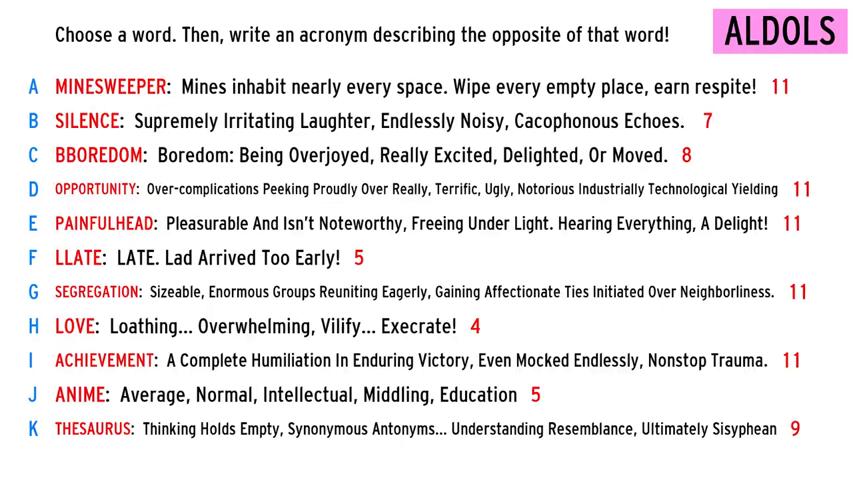 Choose a word. Then, write an acronym describing the opposite of that word!
ALDOLS
A MINESWEEPER: Mines inhabit nearly every space. Wipe every empty place, earn respite! 11
B SILENCE: Supremely Irritating Laughter, Endlessly Noisy, Cacophonous Echoes. 7
C BBOREDOM: Boredom: Being Overjoyed, Really Excited, Delighted, Or Moved. 8
D OPPORTUNITY: Over-complications Peeking Proudly Over Really, Terrific, Ugly, Notorious Industrially Technological Yielding 11
E PAINFULHEAD: Pleasurable And Isn't Noteworthy, Freeing Under Light. Hearing Everything, A Delight! 11
F LLATE: LATE. Lad Arrived Too Early! 5
G SEGREGATION: Sizeable, Enormous Groups Reuniting Eagerly, Gaining Affectionate Ties Initiated Over Neighborliness. 11
H LOVE: Loathing... Overwhelming, Vilify... Execrate! 4
I ACHIEVEMENT: A Complete Humiliation In Enduring Victory, Even Mocked Endlessly, Nonstop Trauma. 11
J ANIME: Average, Normal, Intellectual, Middling, Education 5
K THESAURUS: Thinking Holds Empty, Synonymous Antonyms... Understanding Resemblance, Ultimately Sisyphean 9